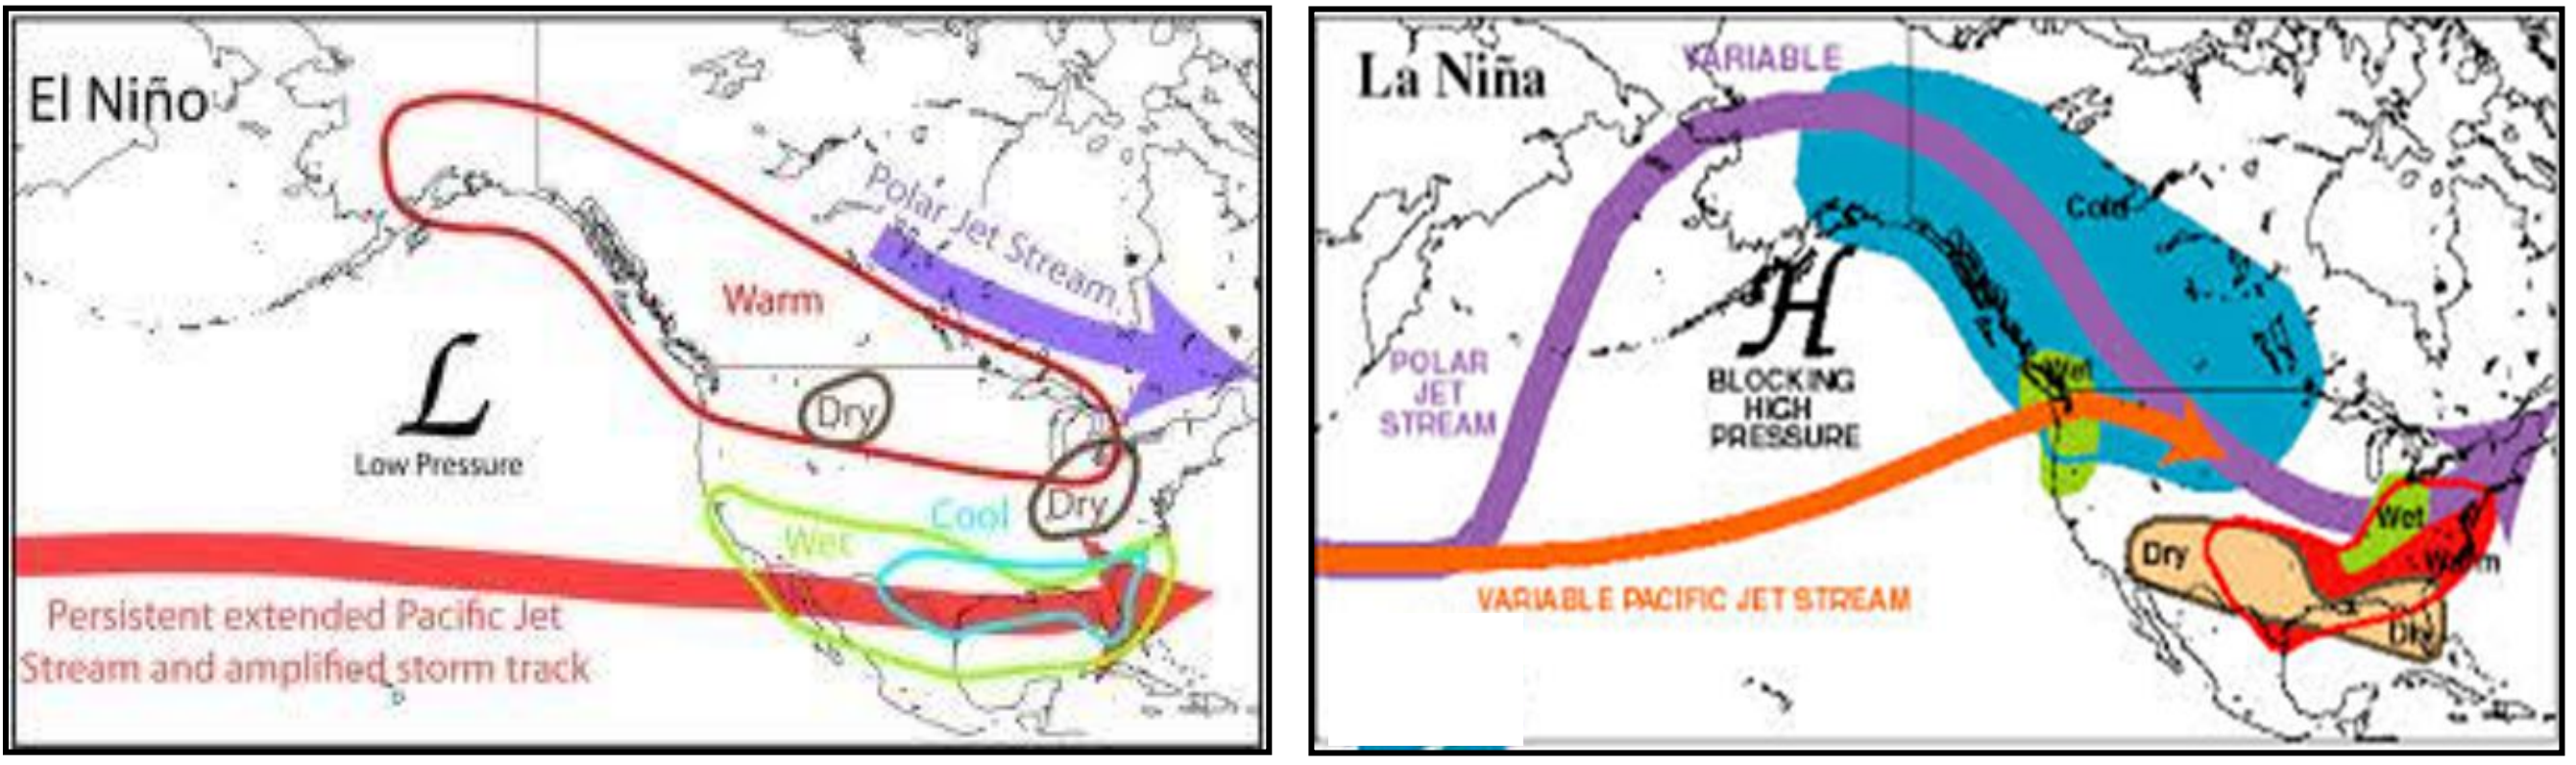 El Niño
Polar Jet Stream
Warm
Dry
L
Low Pressure
Dry
Cool
Wet
Persistent extended Pacific Jet
Stream and amplified storm track
La Niña
VARIABLE
Cold
H
BLOCKING
HIGH
PRESSURE
POLAR
JET
STREAM
Wet
Wet
Dry
Warm
VARIABLE PACIFIC JET STREAM
Dry